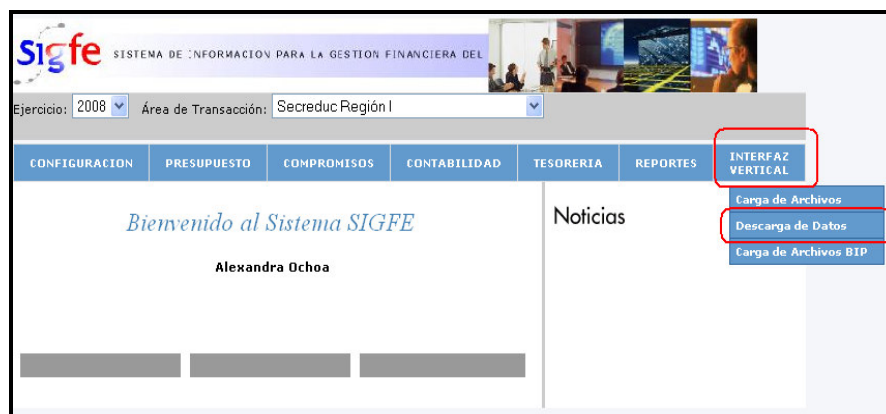 Sigfe SISTEMA DE INFORMACION PARA LA GESTION FINANCIERA DEL
Ejercicio: 2008 Área de Transacción: Secreduc Región I
CONFIGURACION PRESUPUESTO COMPROMISOS CONTABILIDAD TESORERIA REPORTES INTERFAZ VERTICAL
Carga de Archivos
Descarga de Datos
Carga de Archivos BIP
Bienvenido al Sistema SIGFE
Alexandra Ochoa
Noticias